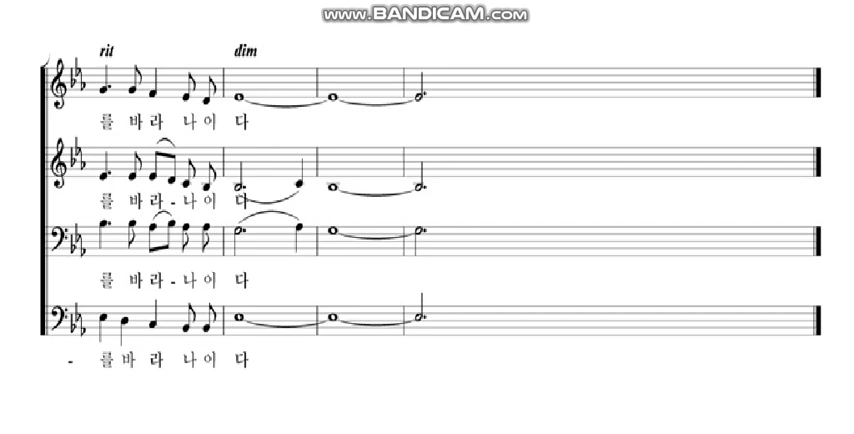 WWW.BANDICAM.COM
rit dim
를 바 라 나 이 다
를 바 라 - 나 이 다
를 바 라 - 나 이 다
- 를 바 라 나 이 다